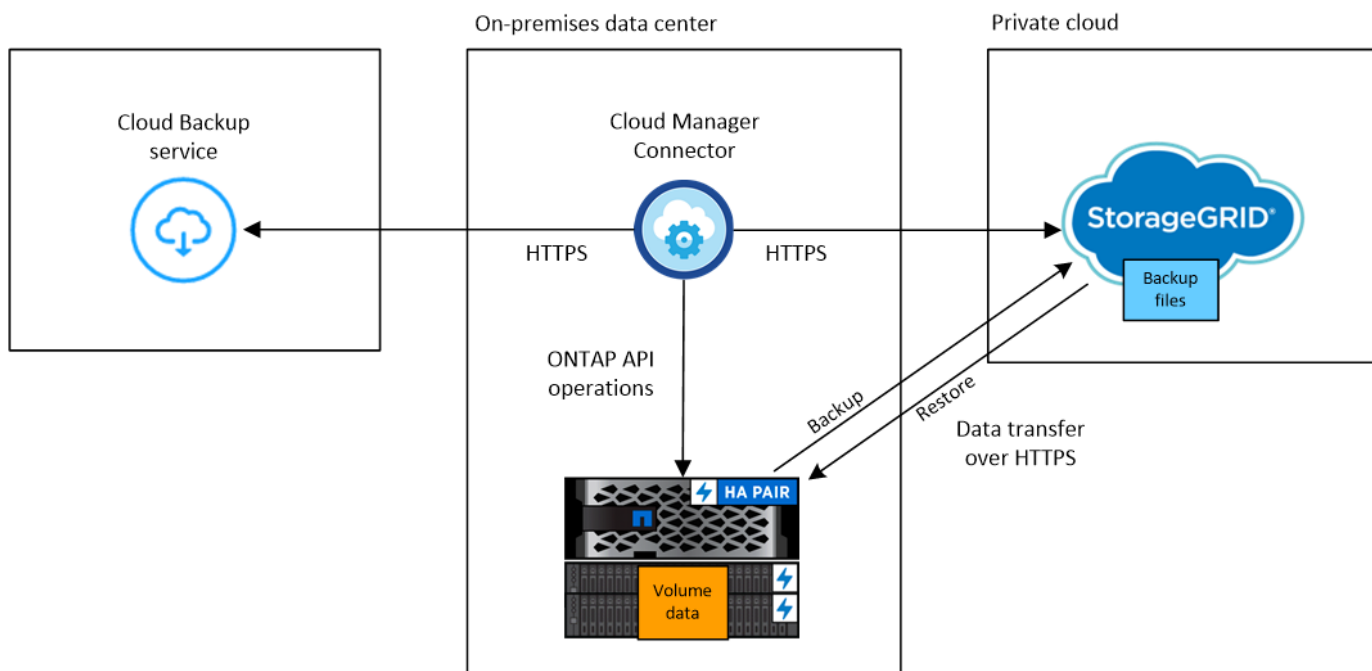 On-premises data center
Private cloud
Cloud Backup
service
Cloud Manager
Connector
StorageGRID®
Backup
files
HTTPS
HTTPS
ONTAP API
operations
Backup
Restore
Data transfer
over HTTPS
HA PAIR
Volume
data